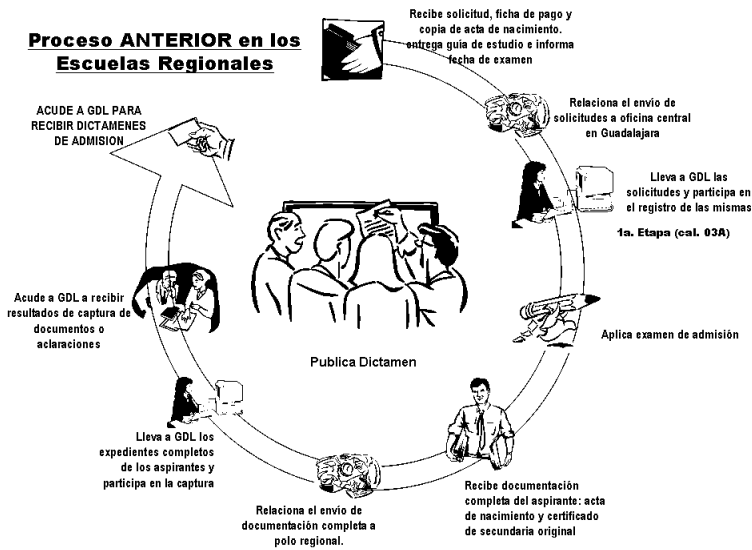 Proceso ANTERIOR en los
Escuelas Regionales
Recibe solicitud, ficha de pago y
copia de acta de nacimiento.
entrega guía de estudio e informa
fecha de examen
Relaciona el envio de
solicitudes a oficina central
en Guadalajara
Lleva a GDL las
solicitudes y participa en
el registro de las mismas
1a. Etapa (cal. 03A)
Aplica examen de admisión
Recibe documentación
completa del aspirante: acta
de nacimiento y certificado
de secundaria original
Relaciona el envio de
documentación completa a
polo regional.
Lleva a GDL los
expedientes completos
de los aspirantes y
participa en la captura
Acude a GDL a recibir
resultados de captura de
documentos o
aclaraciones
ACUDE A GDL PARA
RECIBIR DICTAMENES
DE ADMISION
Publica Dictamen